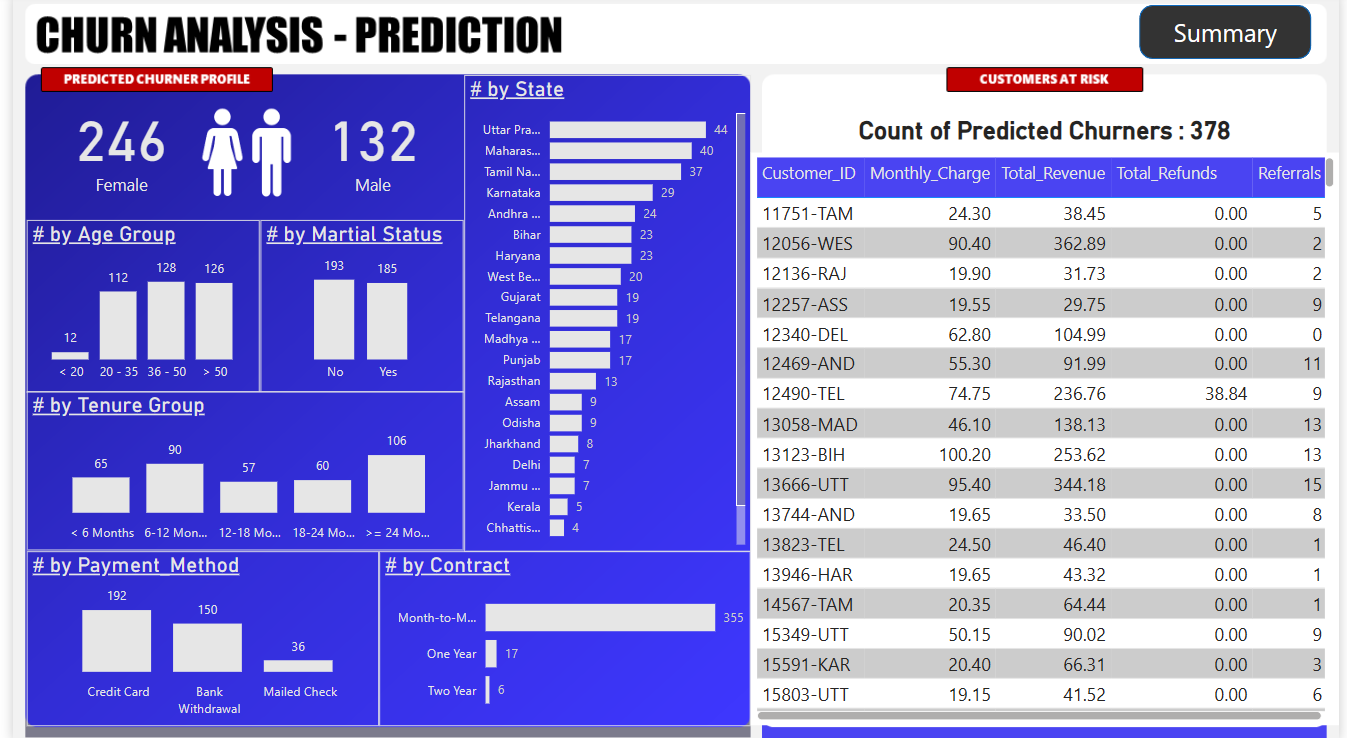 CHURN ANALYSIS - PREDICTION
Summary
PREDICTED CHURNER PROFILE
246
Female
132
Male
# by Age Group
12 112 128 126
< 20 20 - 35 36 - 50 > 50
# by Martial Status
193 185
No Yes
# by Tenure Group
65 90 57 60 106
< 6 Months 6-12 Mon... 12-18 Mo... 18-24 Mo... >= 24 Mo...
# by Payment_Method
192 150 36
Credit Card Bank Withdrawal Mailed Check
# by State
Uttar Pra... 44
Maharas... 40
Tamil Na... 37
Karnataka 29
Andhra ... 24
Bihar 23
Haryana 23
West Be... 20
Gujarat 19
Telangana 19
Madhya ... 17
Punjab 17
Rajasthan 13
Assam 9
Odisha 9
Jharkhand 8
Delhi 7
Jammu ... 7
Kerala 5
Chhattis... 4
# by Contract
Month-to-M... 355
One Year 17
Two Year 6
CUSTOMERS AT RISK
Count of Predicted Churners : 378
Customer_ID Monthly_Charge Total_Revenue Total_Refunds Referrals
11751-TAM 24.30 38.45 0.00 5
12056-WES 90.40 362.89 0.00 2
12136-RAJ 19.90 31.73 0.00 2
12257-ASS 19.55 29.75 0.00 9
12340-DEL 62.80 104.99 0.00 0
12469-AND 55.30 91.99 0.00 11
12490-TEL 74.75 236.76 38.84 9
13058-MAD 46.10 138.13 0.00 13
13123-BIH 100.20 253.62 0.00 13
13666-UTT 95.40 344.18 0.00 15
13744-AND 19.65 33.50 0.00 8
13823-TEL 24.50 46.40 0.00 1
13946-HAR 19.65 43.32 0.00 1
14567-TAM 20.35 64.44 0.00 1
15349-UTT 50.15 90.02 0.00 9
15591-KAR 20.40 66.31 0.00 3
15803-UTT 19.15 41.52 0.00 6